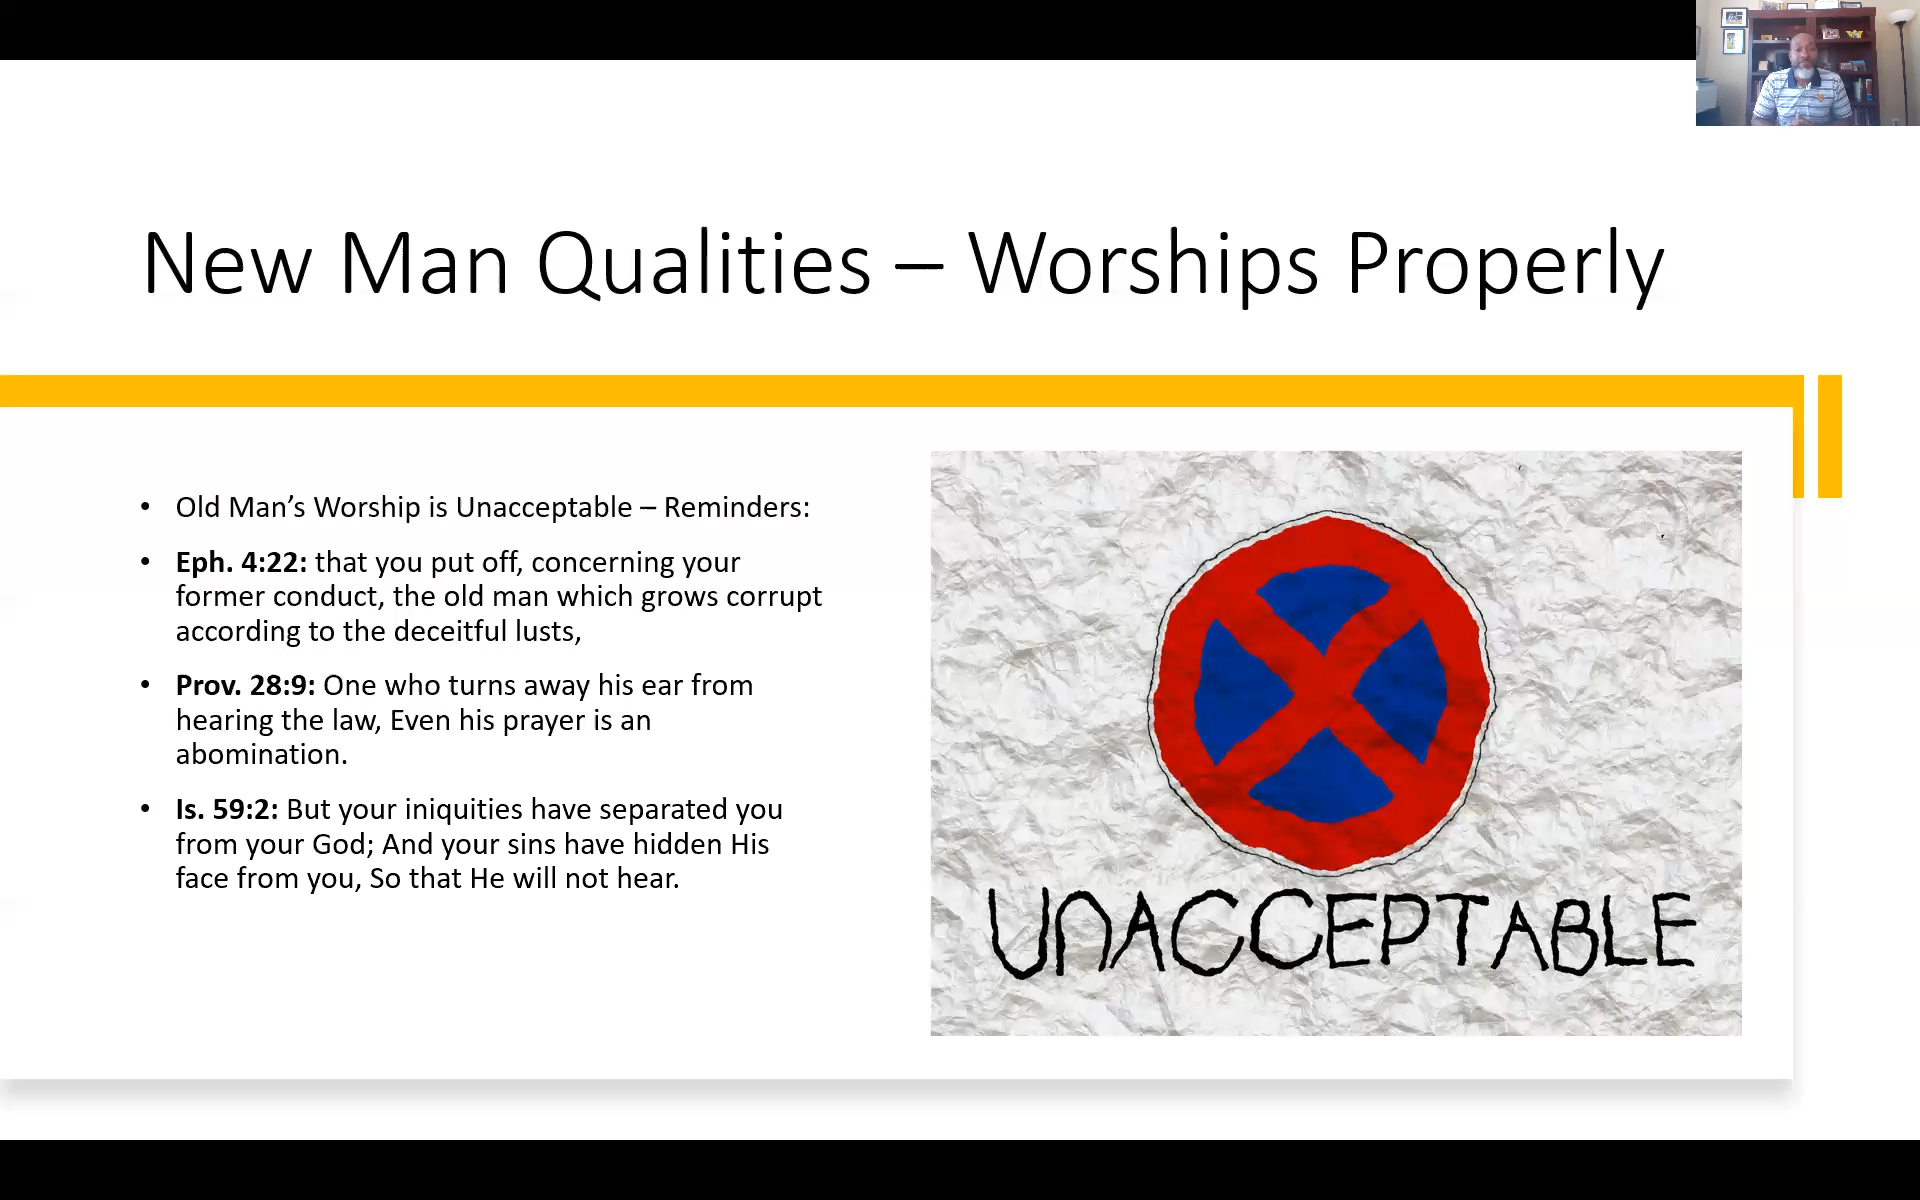 New Man Qualities – Worships Properly
• Old Man’s Worship is Unacceptable – Reminders:
• Eph. 4:22: that you put off, concerning your
former conduct, the old man which grows corrupt
according to the deceitful lusts,
• Prov. 28:9: One who turns away his ear from
hearing the law, Even his prayer is an
abomination.
• Is. 59:2: But your iniquities have separated you
from your God; And your sins have hidden His
face from you, So that He will not hear.
UNACCEPTABLE